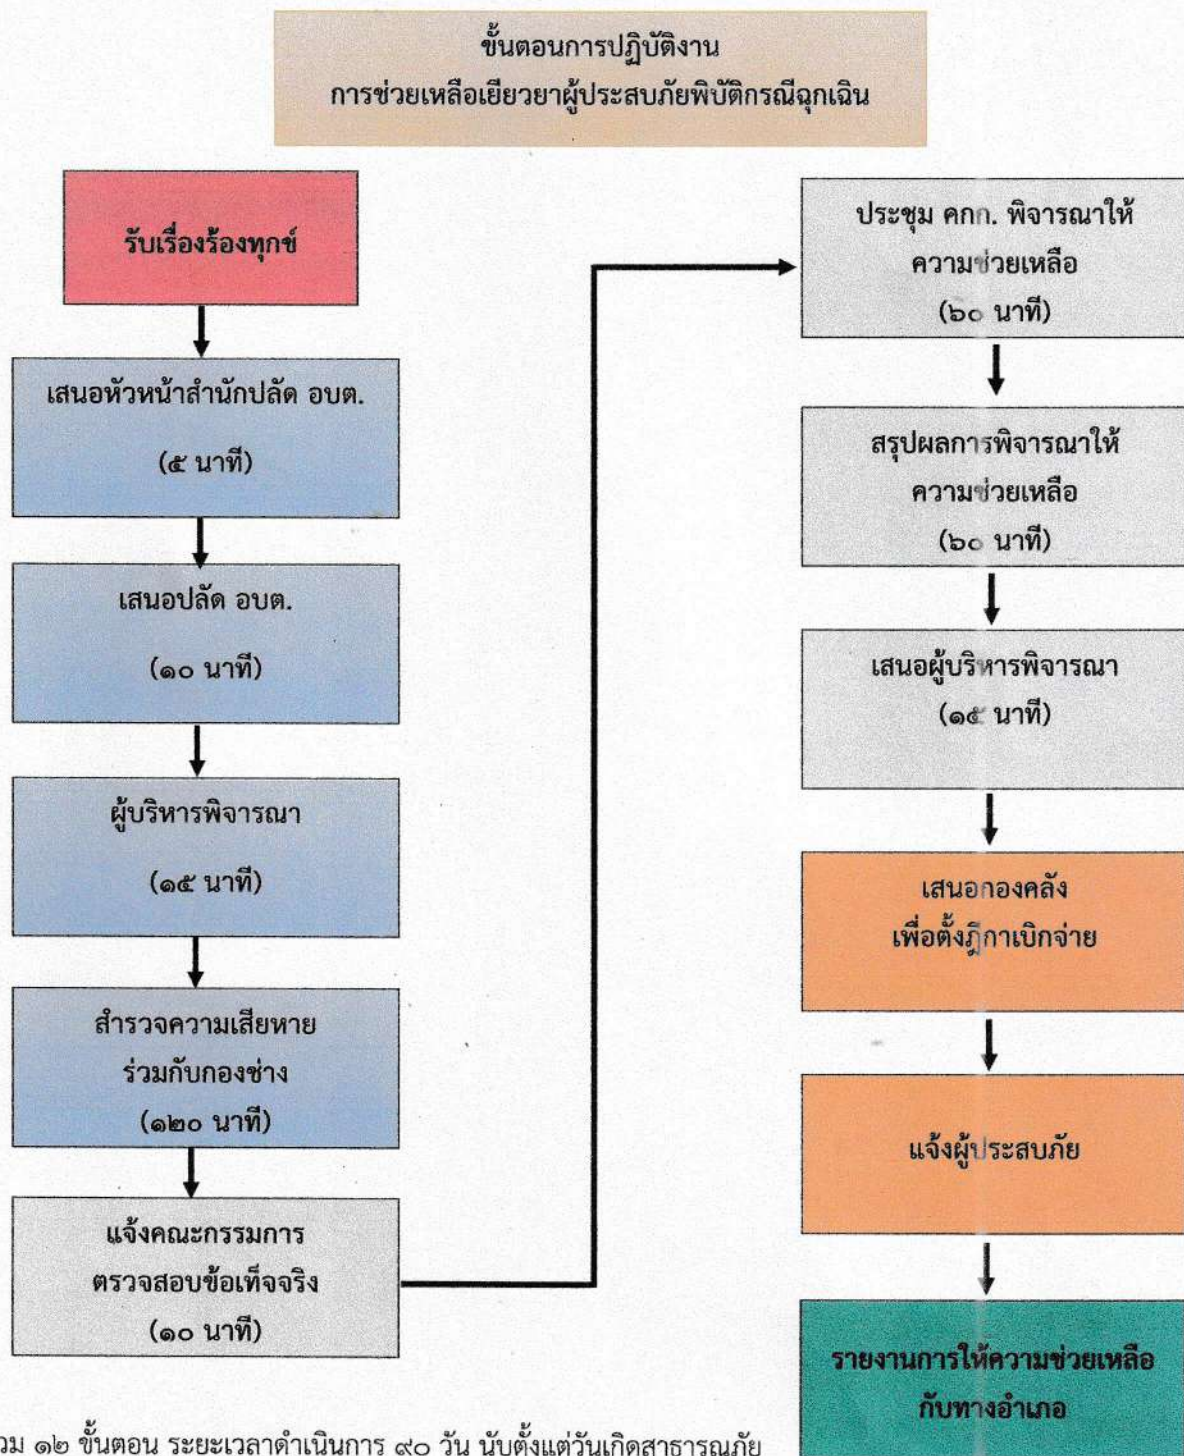 ขั้นตอนการปฏิบัติงาน
การช่วยเหลือเยียวยาผู้ประสบภัยพิบัติกรณีฉุกเฉิน
รับเรื่องร้องทุกข์
เสนอหัวหน้าสำนักปลัด อบต.
(๕ นาที)
เสนอปลัด อบต.
(๑๐ นาที)
ผู้บริหารพิจารณา
(๑๕ นาที)
สำรวจความเสียหาย
ร่วมกับกองช่าง
(๑๒๐ นาที)
แจ้งคณะกรรมการ
ตรวจสอบข้อเท็จจริง
(๑๐ นาที)
ประชุม คกก. พิจารณาให้
ความช่วยเหลือ
(๖๐ นาที)
สรุปผลการพิจารณาให้
ความช่วยเหลือ
(๖๐ นาที)
เสนอผู้บริหารพิจารณา
(๑๕ นาที)
เสนอกองคลัง
เพื่อตั้งฎีกาเบิกจ่าย
แจ้งผู้ประสบภัย
รายงานการให้ความช่วยเหลือ
กับทางอำเภอ
วม ๑๒ ขั้นตอน ระยะเวลาดำเนินการ ๙๐ วัน นับตั้งแต่วันเกิดสาธารณภัย